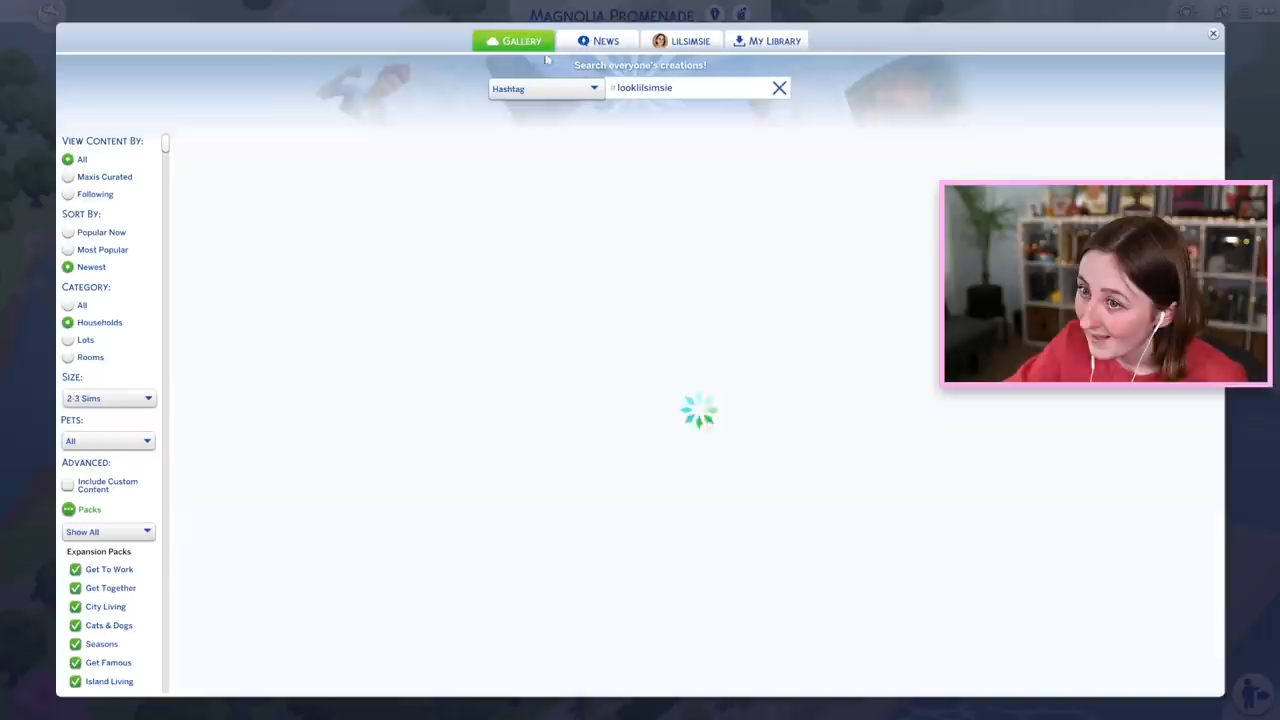 Magnolia Promenade
Gallery
News
lilsimsie
My Library
Search everyone's creations!
Hashtag
#looklilsimsie
View Content By:
All
Maxis Curated
Following
Sort By:
Popular Now
Most Popular
Newest
Category:
All
Households
Lots
Rooms
Size:
2-3 Sims
Pets:
All
Advanced:
Include Custom
Content
Packs
Show All
Expansion Packs
Get To Work
Get Together
City Living
Cats & Dogs
Seasons
Get Famous
Island Living